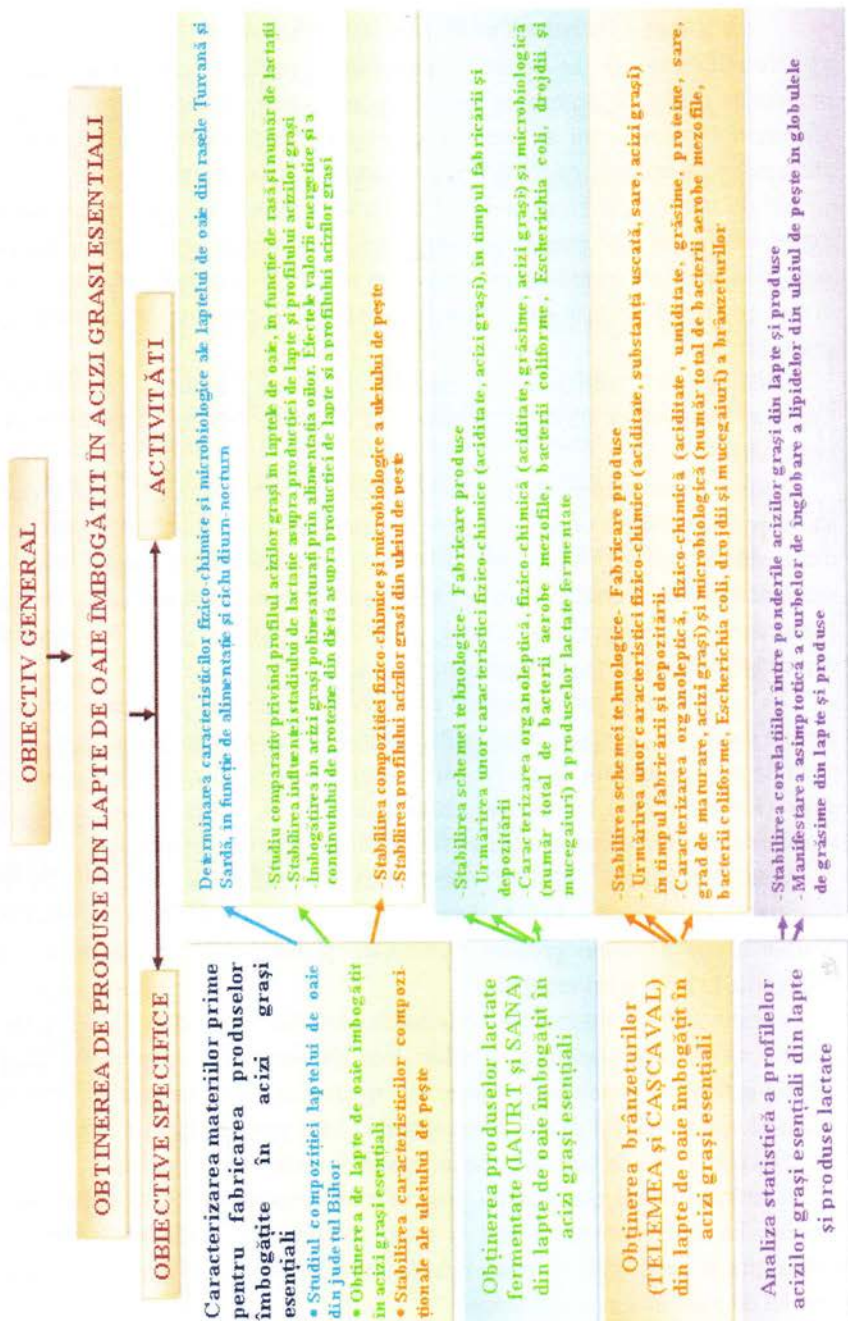 OBIECTIV GENERAL
OBȚINEREA DE PRODUSE DIN LAPTE DE OAIE ÎMBOGĂȚIT ÎN ACIZI GRASI ESENTIALI
OBIECTIVE SPECIFICE
ACTIVITĂTI
Caracterizarea materiilor prime
pentru fabricarea produselor
îmbogățite în acizi grași
esențiali
• Studiul compoziției laptelui de oaie
din județul Bihor
• Obținerea de lapte de oaie îmbogățit
în acizi grași esențiali
• Stabilirea caracteristicilor compozi-
ționale ale uleiului de pește
Determinarea caracteristicilor fizico-chimice și microbiologice ale laptelui de oaie din rasele Țurcană și
Sardă, în funcție de alimentație și ciclu diurn-nocturn
-Studiu comparativ privind profilul acizilor grași în laptele de oaie, în funcție de rasă și număr de lactații
-Stabilirea influenței stadiului de lactație asupra producției de lapte și profilului acizilor grași
-Îmbogățirea în acizi grași polinesaturați prin alimentația oilor. Efectele valorii energetice și a
conținutului de proteine din dietă asupra producției de lapte și a profilului acizilor grasi
-Stabilirea compoziției fizico-chimice și microbiologice a uleiului de pește
-Stabilirea profilului acizilor grasi din uleiul de pește
Obținerea produselor lactate
fermentate (IAURT și SANA)
din lapte de oaie îmbogățit în
acizi grași esențiali
-Stabilirea schemei tehnologice- Fabricare produse
- Urmărirea unor caracteristici fizico-chimice (aciditate, acizi grași), în timpul fabricării și
depozitării
-Caracterizarea organoleptică, fizico-chimică (aciditate, grăsime, acizi grași) și microbiologică
(număr total de bacterii aerobe mezofile, bacterii coliforme, Escherichia coli, drojdii și
mucegaiuri) a produselor lactate fermentate
Obținerea brânzeturilor
(TELEMEA și CAȘCAVAL)
din lapte de oaie îmbogățit în
acizi grași esențiali
-Stabilirea schemei tehnologice- Fabricare produse
- Urmărirea unor caracteristici fizico-chimice (aciditate, substanță uscată, sare, acizi grași)
în timpul fabricării și depozitării.
- Caracterizarea organoleptică, fizico-chimică (aciditate, umiditate, grăsime, proteine, sare,
grad de maturare, acizi grași) și microbiologică (număr total de bacterii aerobe mezofile,
bacterii coliforme, Escherichia coli, drojdii și mucegaiuri) a brânzeturilor
Analiza statistică a profilelor
acizilor grași esențiali din lapte
și produse lactate
-Stabilirea corelațiilor între ponderile acizilor grași din lapte și produse
-Manifestarea asimptotică a curbelor de înglobare a lipidelor din uleiul de pește în globulele
de grăsime din lapte și produse